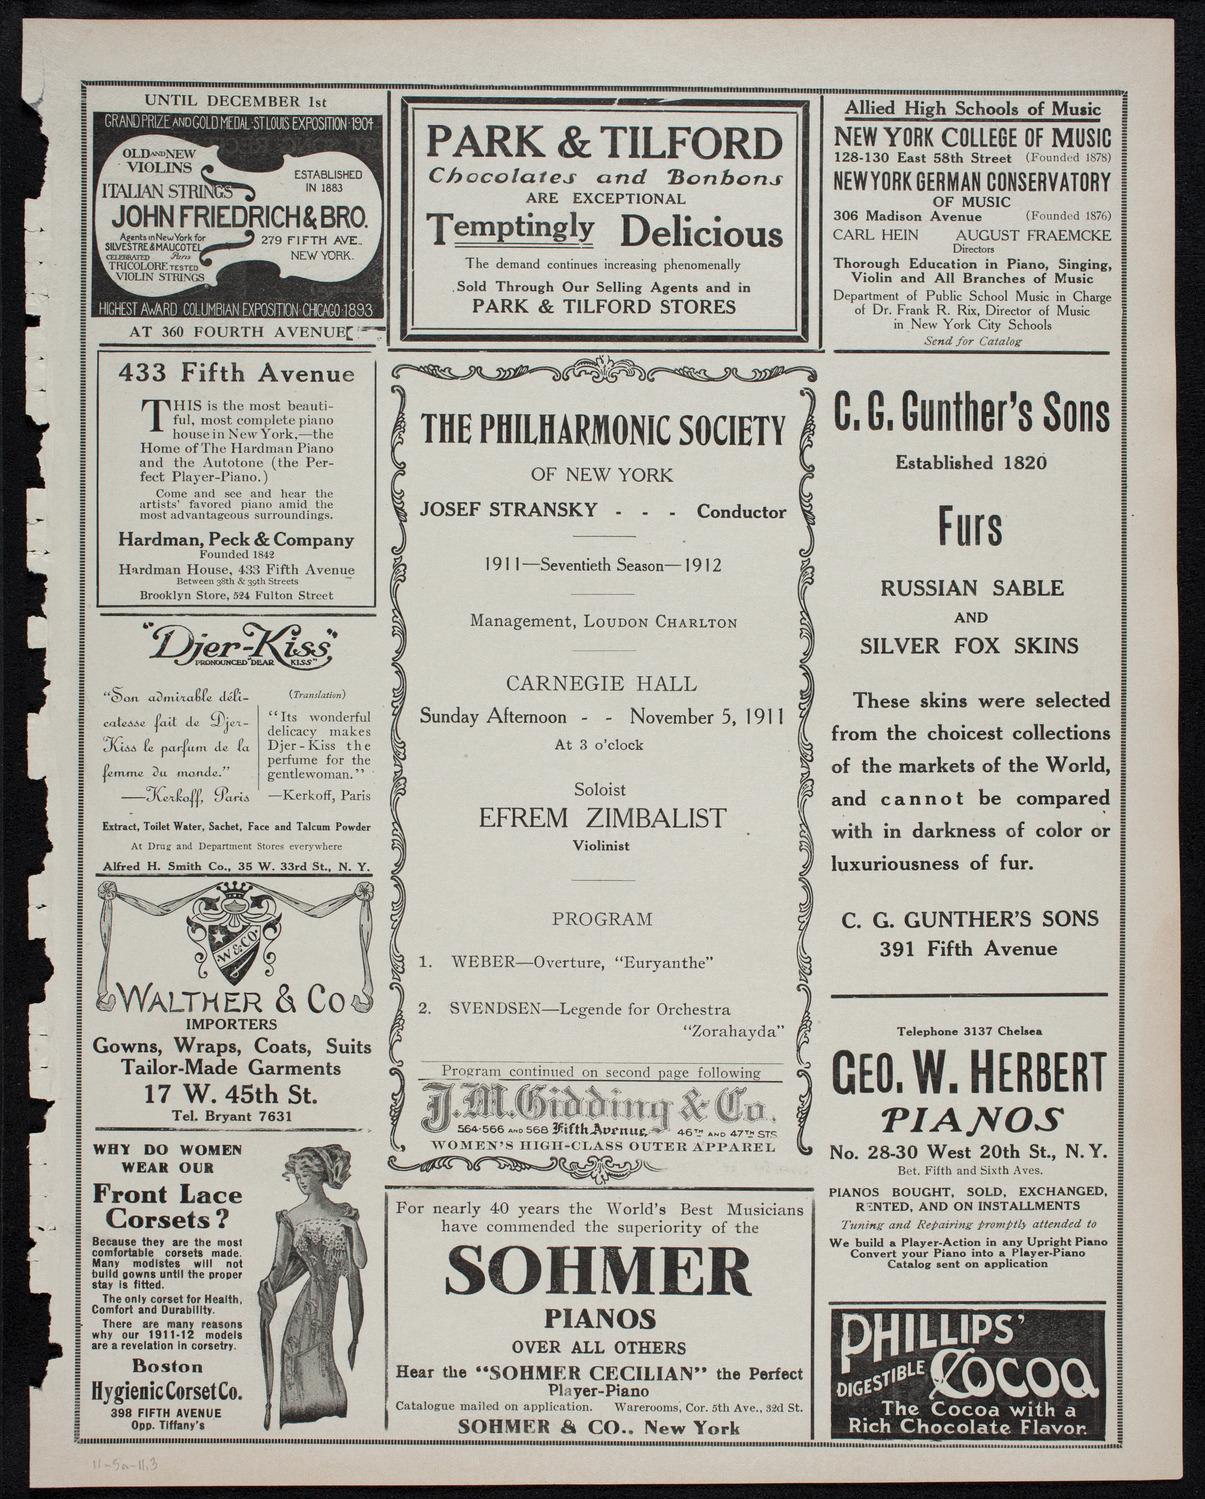 UNTIL DECEMBER 1st
GRAND PRIZE AND GOLD MEDAL·ST LOUIS EXPOSITION·1904
OLD AND NEW
VIOLINS
ITALIAN STRINGS
ESTABLISHED
IN 1883
JOHN FRIEDRICH & BRO.
Agents in New York for
SILVESTRE & MAUCOTEL
CELEBRATED Paris
TRICOLORE TESTED
VIOLIN STRINGS
279 FIFTH AVE.
NEW YORK.
HIGHEST AWARD COLUMBIAN EXPOSITION·CHICAGO·1893
AT 360 FOURTH AVENUE
433 Fifth Avenue
THIS is the most beauti-
ful, most complete piano
house in New York,—the
Home of The Hardman Piano
and the Autotone (the Per-
fect Player-Piano.)
Come and see and hear the
artists' favored piano amid the
most advantageous surroundings.
Hardman, Peck & Company
Founded 1842
Hardman House, 433 Fifth Avenue
Between 38th & 39th Streets
Brooklyn Store, 524 Fulton Street
"Djer-Kiss"
PRONOUNCED "DEAR KISS"
"Son admirable déli-
catesse fait de Djer-
Kiss le parfum de la
femme du monde."
—Kerkoff, Paris
(Translation)
"Its wonderful
delicacy makes
Djer-Kiss the
perfume for the
gentlewoman."
—Kerkoff, Paris
Extract, Toilet Water, Sachet, Face and Talcum Powder
At Drug and Department Stores everywhere
Alfred H. Smith Co., 35 W. 33rd St., N. Y.
W & CO
WALTHER & CO
IMPORTERS
Gowns, Wraps, Coats, Suits
Tailor-Made Garments
17 W. 45th St.
Tel. Bryant 7631
WHY DO WOMEN
WEAR OUR
Front Lace
Corsets?
Because they are the most
comfortable corsets made.
Many modistes will not
build gowns until the proper
stay is fitted.
The only corset for Health,
Comfort and Durability.
There are many reasons
why our 1911-12 models
are a revelation in corsetry.
Boston
Hygienic Corset Co.
398 FIFTH AVENUE
Opp. Tiffany's
PARK & TILFORD
Chocolates and Bonbons
ARE EXCEPTIONAL
Temptingly Delicious
The demand continues increasing phenomenally
Sold Through Our Selling Agents and in
PARK & TILFORD STORES
THE PHILHARMONIC SOCIETY
OF NEW YORK
JOSEF STRANSKY - - - Conductor
1911—Seventieth Season—1912
Management, LOUDON CHARLTON
CARNEGIE HALL
Sunday Afternoon - - November 5, 1911
At 3 o'clock
Soloist
EFREM ZIMBALIST
Violinist
PROGRAM
1. WEBER—Overture, "Euryanthe"
2. SVENDSEN—Legende for Orchestra
"Zorahayda"
Program continued on second page following
J. M. Gidding & Co.
564-566 AND 568 Fifth Avenue, 46TH AND 47TH STS.
WOMEN'S HIGH-CLASS OUTER APPAREL
For nearly 40 years the World's Best Musicians
have commended the superiority of the
SOHMER
PIANOS
OVER ALL OTHERS
Hear the "SOHMER CECILIAN" the Perfect
Player-Piano
Catalogue mailed on application. Warerooms, Cor. 5th Ave., 32d St.
SOHMER & CO., New York
Allied High Schools of Music
NEW YORK COLLEGE OF MUSIC
128-130 East 58th Street (Founded 1878)
NEW YORK GERMAN CONSERVATORY
OF MUSIC
306 Madison Avenue (Founded 1876)
CARL HEIN AUGUST FRAEMCKE
Directors
Thorough Education in Piano, Singing,
Violin and All Branches of Music
Department of Public School Music in Charge
of Dr. Frank R. Rix, Director of Music
in New York City Schools
Send for Catalog
C. G. Gunther's Sons
Established 1820
Furs
RUSSIAN SABLE
AND
SILVER FOX SKINS
These skins were selected
from the choicest collections
of the markets of the World,
and cannot be compared
with in darkness of color or
luxuriousness of fur.
C. G. GUNTHER'S SONS
391 Fifth Avenue
Telephone 3137 Chelsea
GEO. W. HERBERT
PIANOS
No. 28-30 West 20th St., N. Y.
Bet. Fifth and Sixth Aves.
PIANOS BOUGHT, SOLD, EXCHANGED,
RENTED, AND ON INSTALLMENTS
Tuning and Repairing promptly attended to
We build a Player-Action in any Upright Piano
Convert your Piano into a Player-Piano
Catalog sent on application
PHILLIPS'
DIGESTIBLE COCOA
The Cocoa with a
Rich Chocolate Flavor.
11-5a-11.3